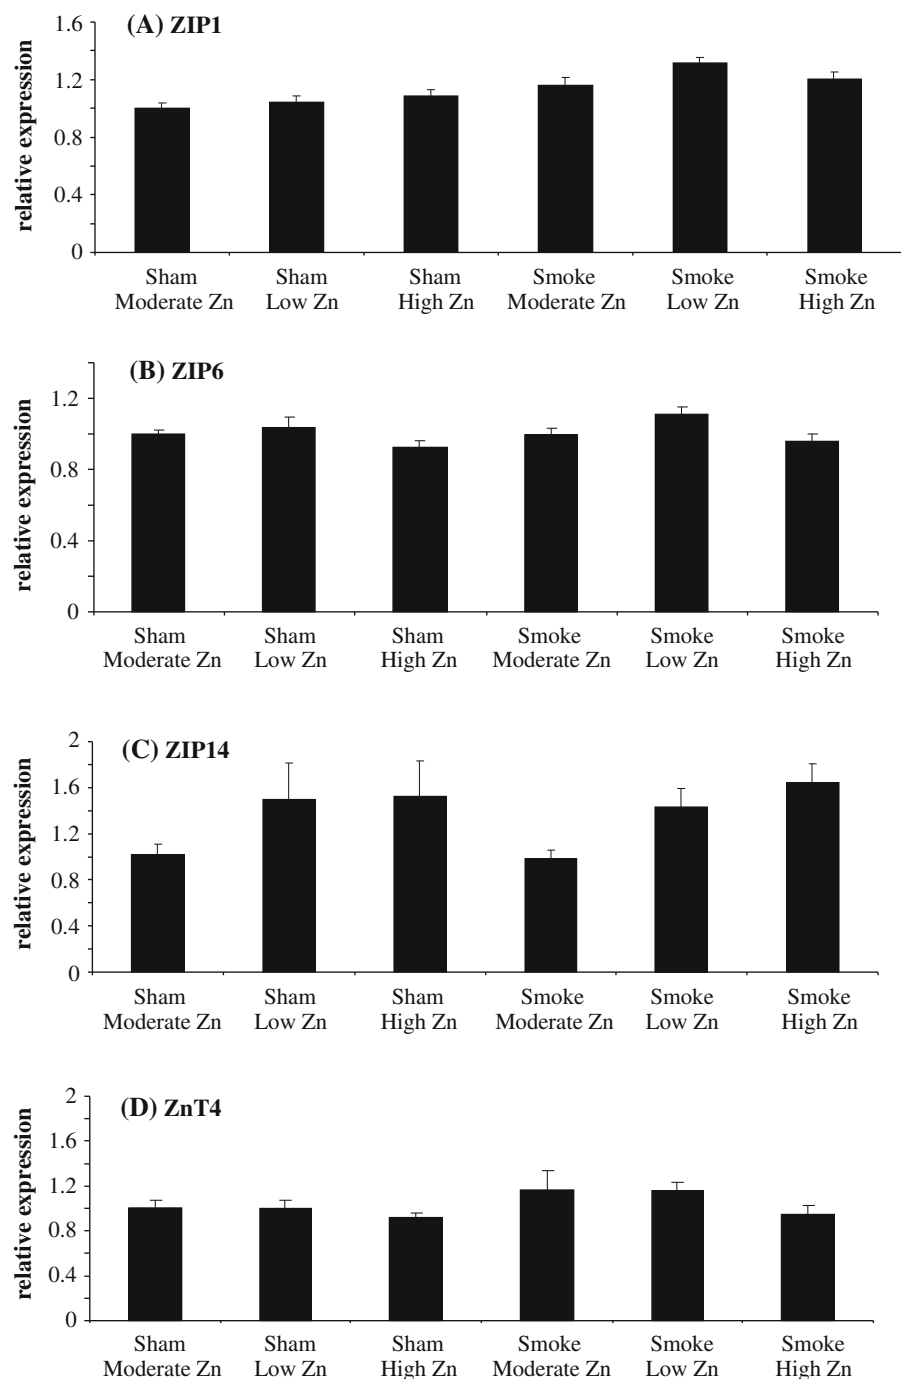 (A) ZIP1
relative expression
1.6
1.2
0.8
0.4
0
Sham Sham Sham Smoke Smoke Smoke
Moderate Zn Low Zn High Zn Moderate Zn Low Zn High Zn
(B) ZIP6
relative expression
1.2
0.8
0.4
0
Sham Sham Sham Smoke Smoke Smoke
Moderate Zn Low Zn High Zn Moderate Zn Low Zn High Zn
(C) ZIP14
relative expression
2
1.6
1.2
0.8
0.4
0
Sham Sham Sham Smoke Smoke Smoke
Moderate Zn Low Zn High Zn Moderate Zn Low Zn High Zn
(D) ZnT4
relative expression
2
1.6
1.2
0.8
0.4
0
Sham Sham Sham Smoke Smoke Smoke
Moderate Zn Low Zn High Zn Moderate Zn Low Zn High Zn